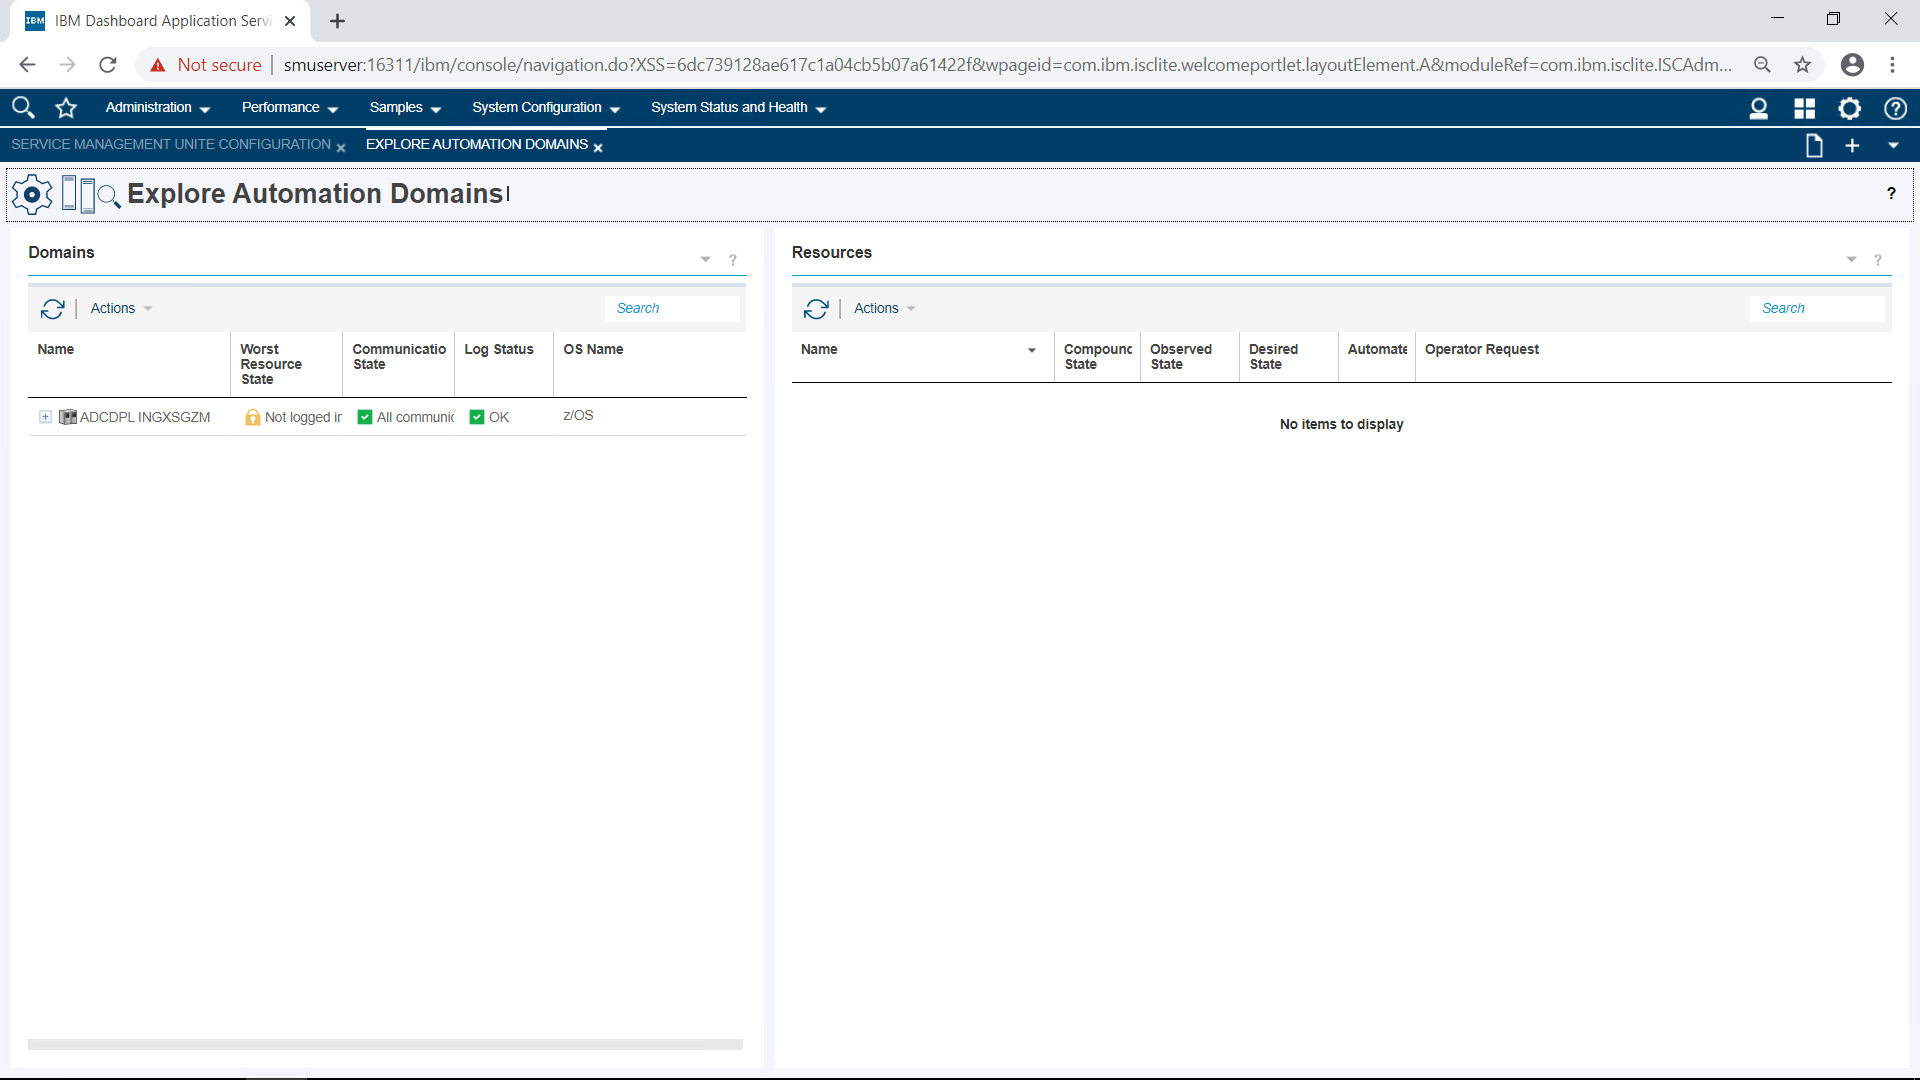 IBM
IBM Dashboard Application Servi
Not secure
smuserver:16311/ibm/console/navigation.do?XSS=6dc739128ae617c1a04cb5b07a61422f&wpageid=com.ibm.isclite.welcomeportlet.layoutElement.A&moduleRef=com.ibm.isclite.ISCAdm...
Administration
Performance
Samples
System Configuration
System Status and Health
SERVICE MANAGEMENT UNITE CONFIGURATION
EXPLORE AUTOMATION DOMAINS
Explore Automation Domains
?
Domains
?
Actions
Search
Name
Worst Resource State
Communicatio State
Log Status
OS Name
ADCDPL INGXSGZM
Not logged ir
All communic
OK
z/OS
Resources
?
Actions
Search
Name
Compounc State
Observed State
Desired State
Automate
Operator Request
No items to display